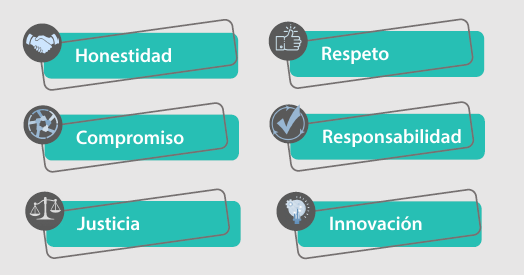 Honestidad
Respeto
Compromiso
Responsabilidad
Justicia
Innovación